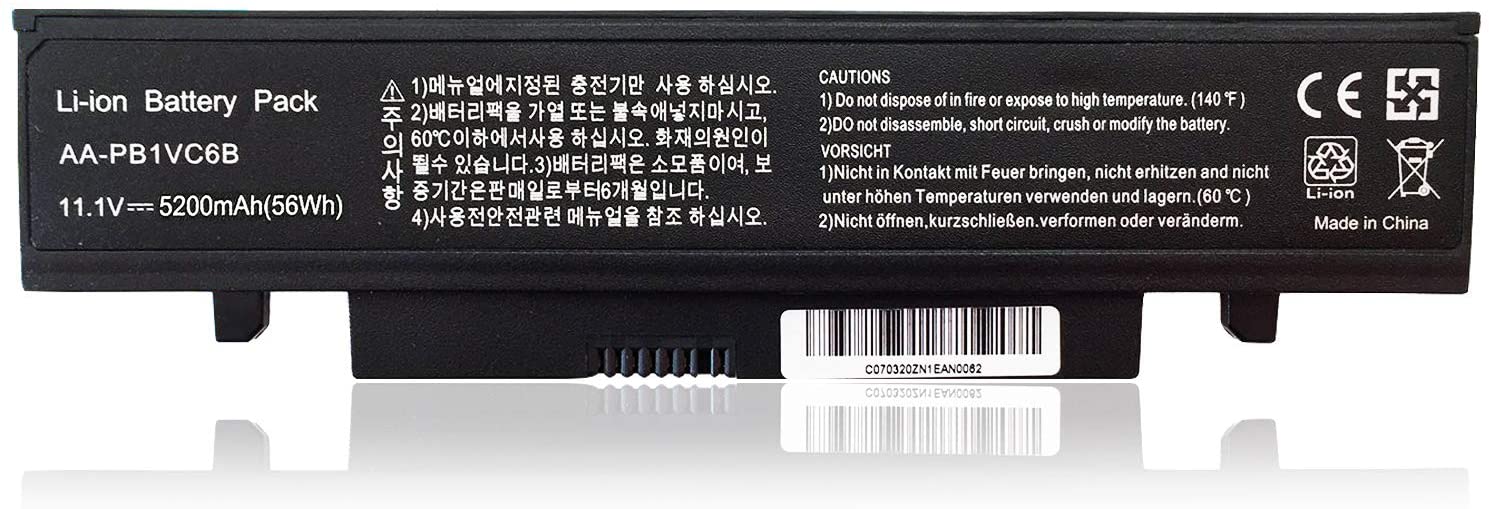 Li-ion Battery Pack
AA-PB1VC6B
11.1V⎓5200mAh(56Wh)
⚠주의사항
1)메뉴얼에지정된 충전기만 사용 하십시오.
2)배터리팩을 가열 또는 불속애넣지마시고,
60℃이하에서사용 하십시오. 화재의원인이
될수 있습니다.3)배터리팩은 소모품이여, 보
증기간은판매일로부터6개월입니다.
4)사용전안전관련 메뉴얼을 참조 하십시오.
CAUTIONS
1) Do not dispose of in fire or expose to high temperature. (140 ℉ )
2)DO not disassemble, short circuit, crush or modify the battery.
VORSICHT
1)Nicht in Kontakt mit Feuer bringen, nicht erhitzen and nicht
unter höhen Temperaturen verwenden und lagern.(60 ℃ )
2)Nicht öffnen,kurzschließen.verformen oder veränderm.
CE
Li-ion
Made in China
C070320ZN1EAN0062